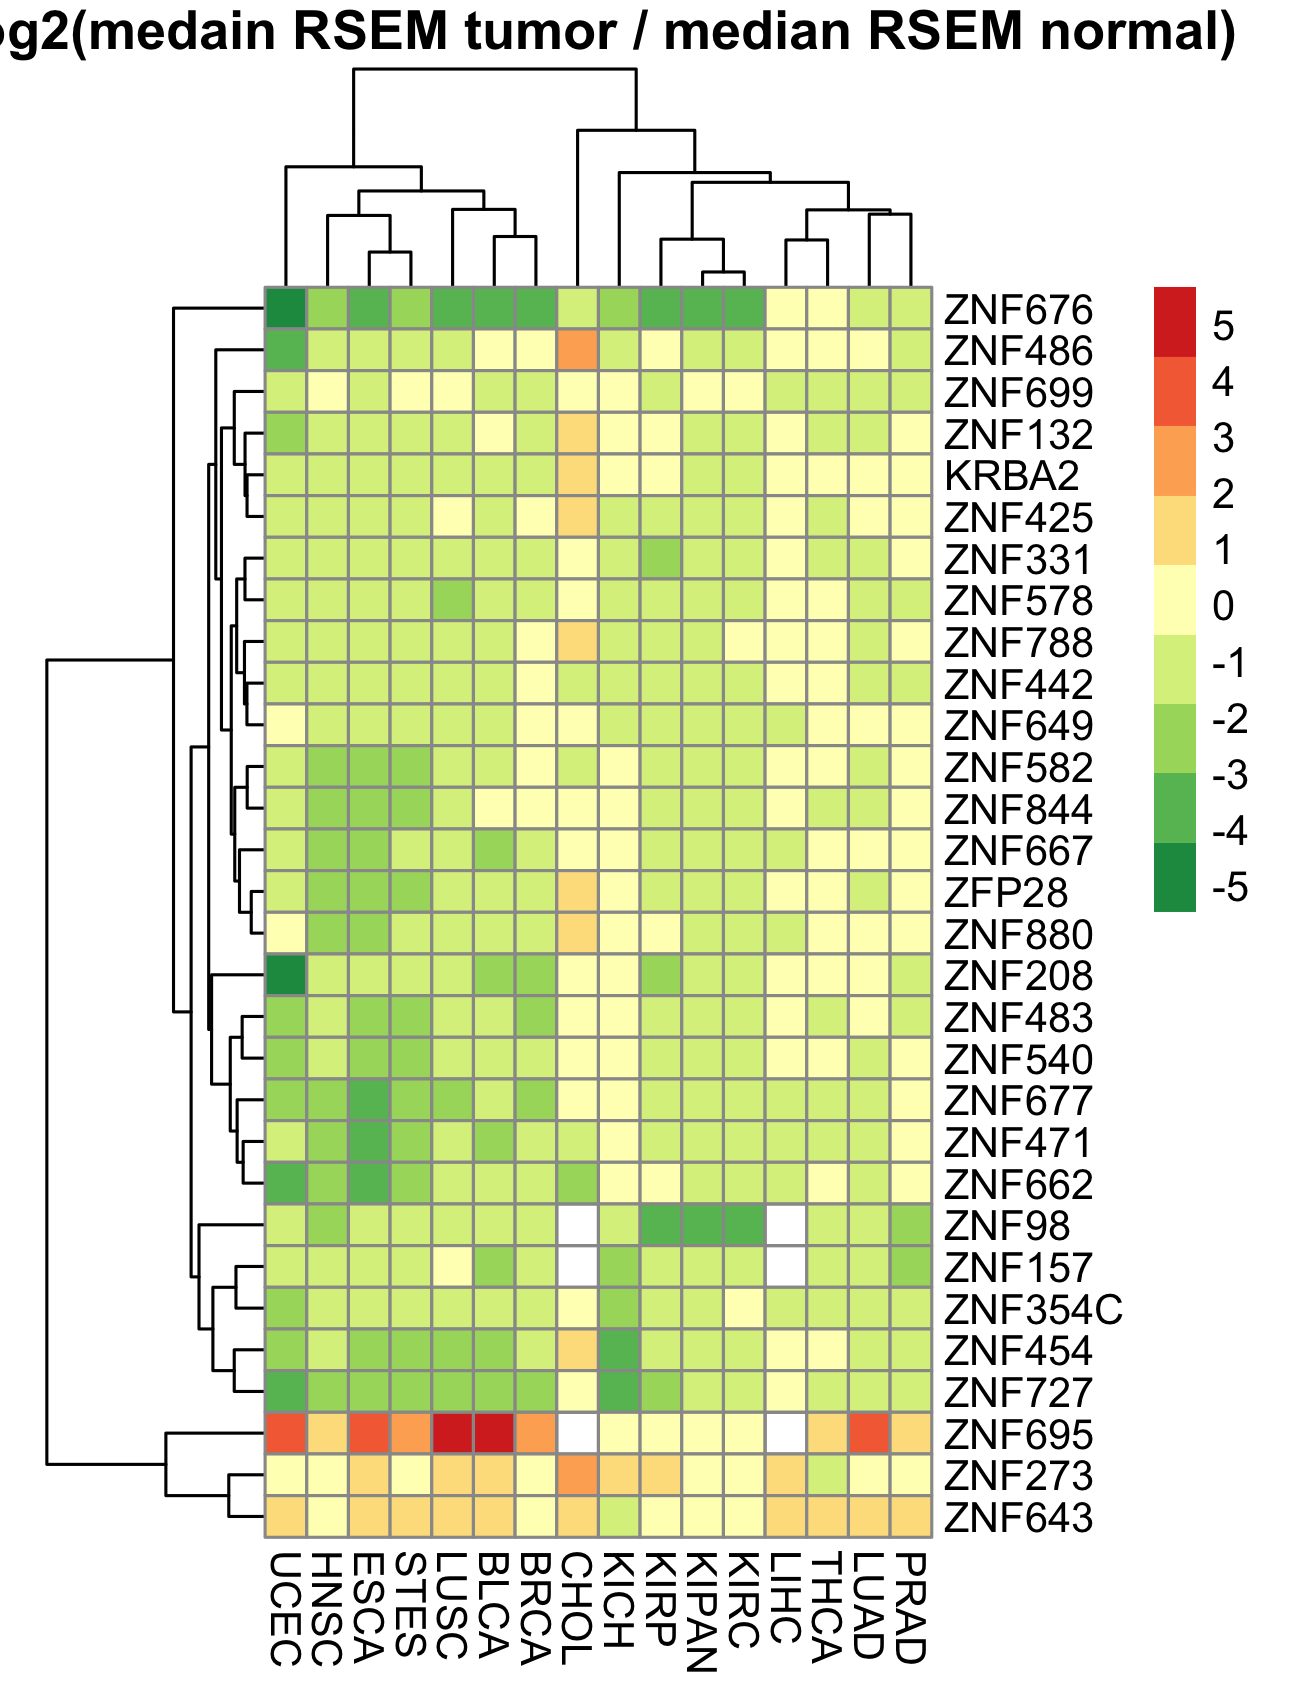 og2(medain RSEM tumor / median RSEM normal)
ZNF676
ZNF486
ZNF699
ZNF132
KRBA2
ZNF425
ZNF331
ZNF578
ZNF788
ZNF442
ZNF649
ZNF582
ZNF844
ZNF667
ZFP28
ZNF880
ZNF208
ZNF483
ZNF540
ZNF677
ZNF471
ZNF662
ZNF98
ZNF157
ZNF354C
ZNF454
ZNF727
ZNF695
ZNF273
ZNF643
5
4
3
2
1
0
-1
-2
-3
-4
-5
UCEC
HNSC
ESCA
STES
LUSC
BLCA
BRCA
CHOL
KICH
KIRP
KIPAN
KIRC
LIHC
THCA
LUAD
PRAD